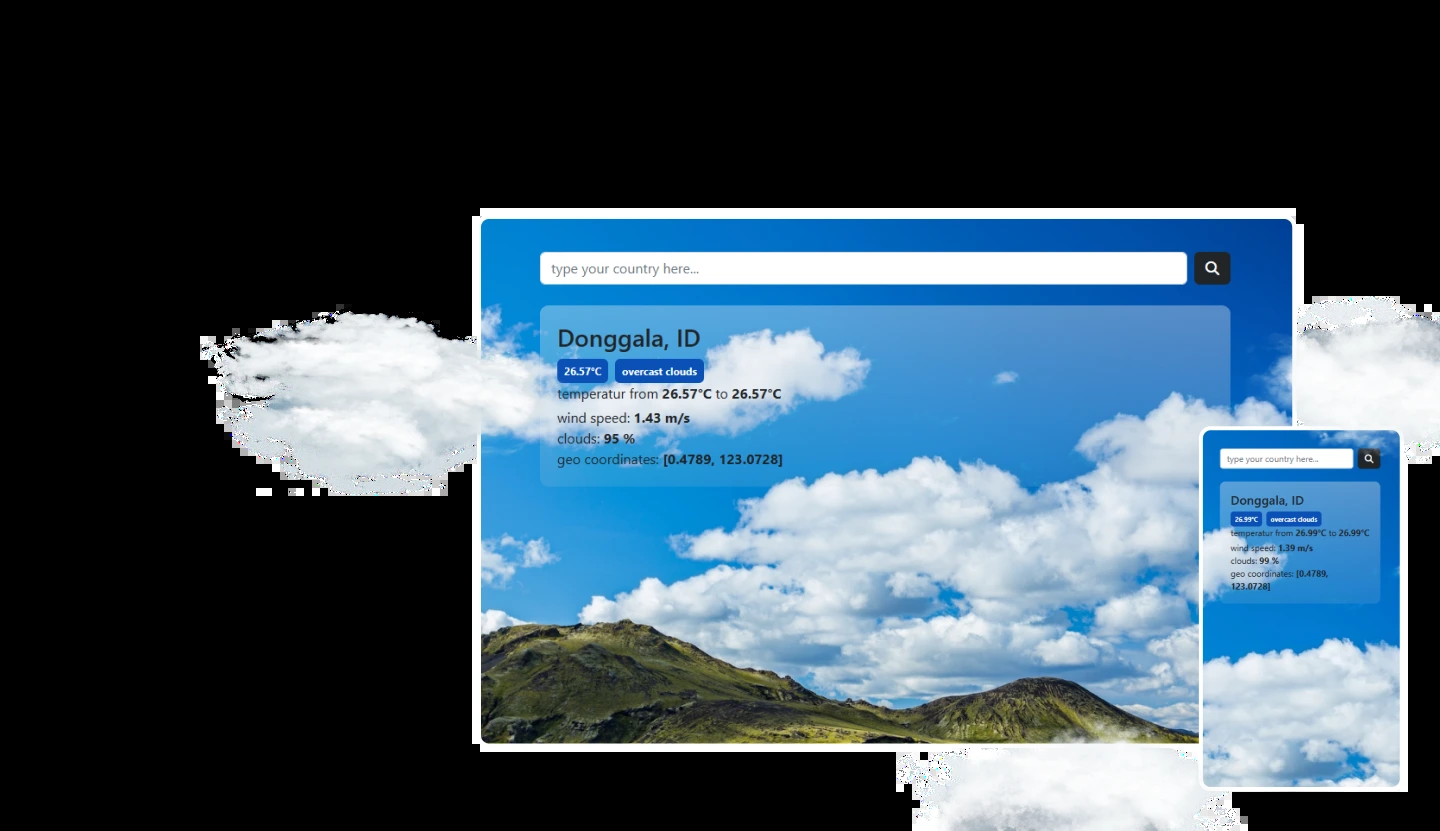 type your country here...
Donggala, ID
26.57°C overcast clouds
temperatur from 26.57°C to 26.57°C
wind speed: 1.43 m/s
clouds: 95 %
geo coordinates: [0.4789, 123.0728]
type your country here...
Donggala, ID
26.99°C overcast clouds
temperatur from 26.99°C to 26.99°C
wind speed: 1.39 m/s
clouds: 99 %
geo coordinates: [0.4789,
123.0728]